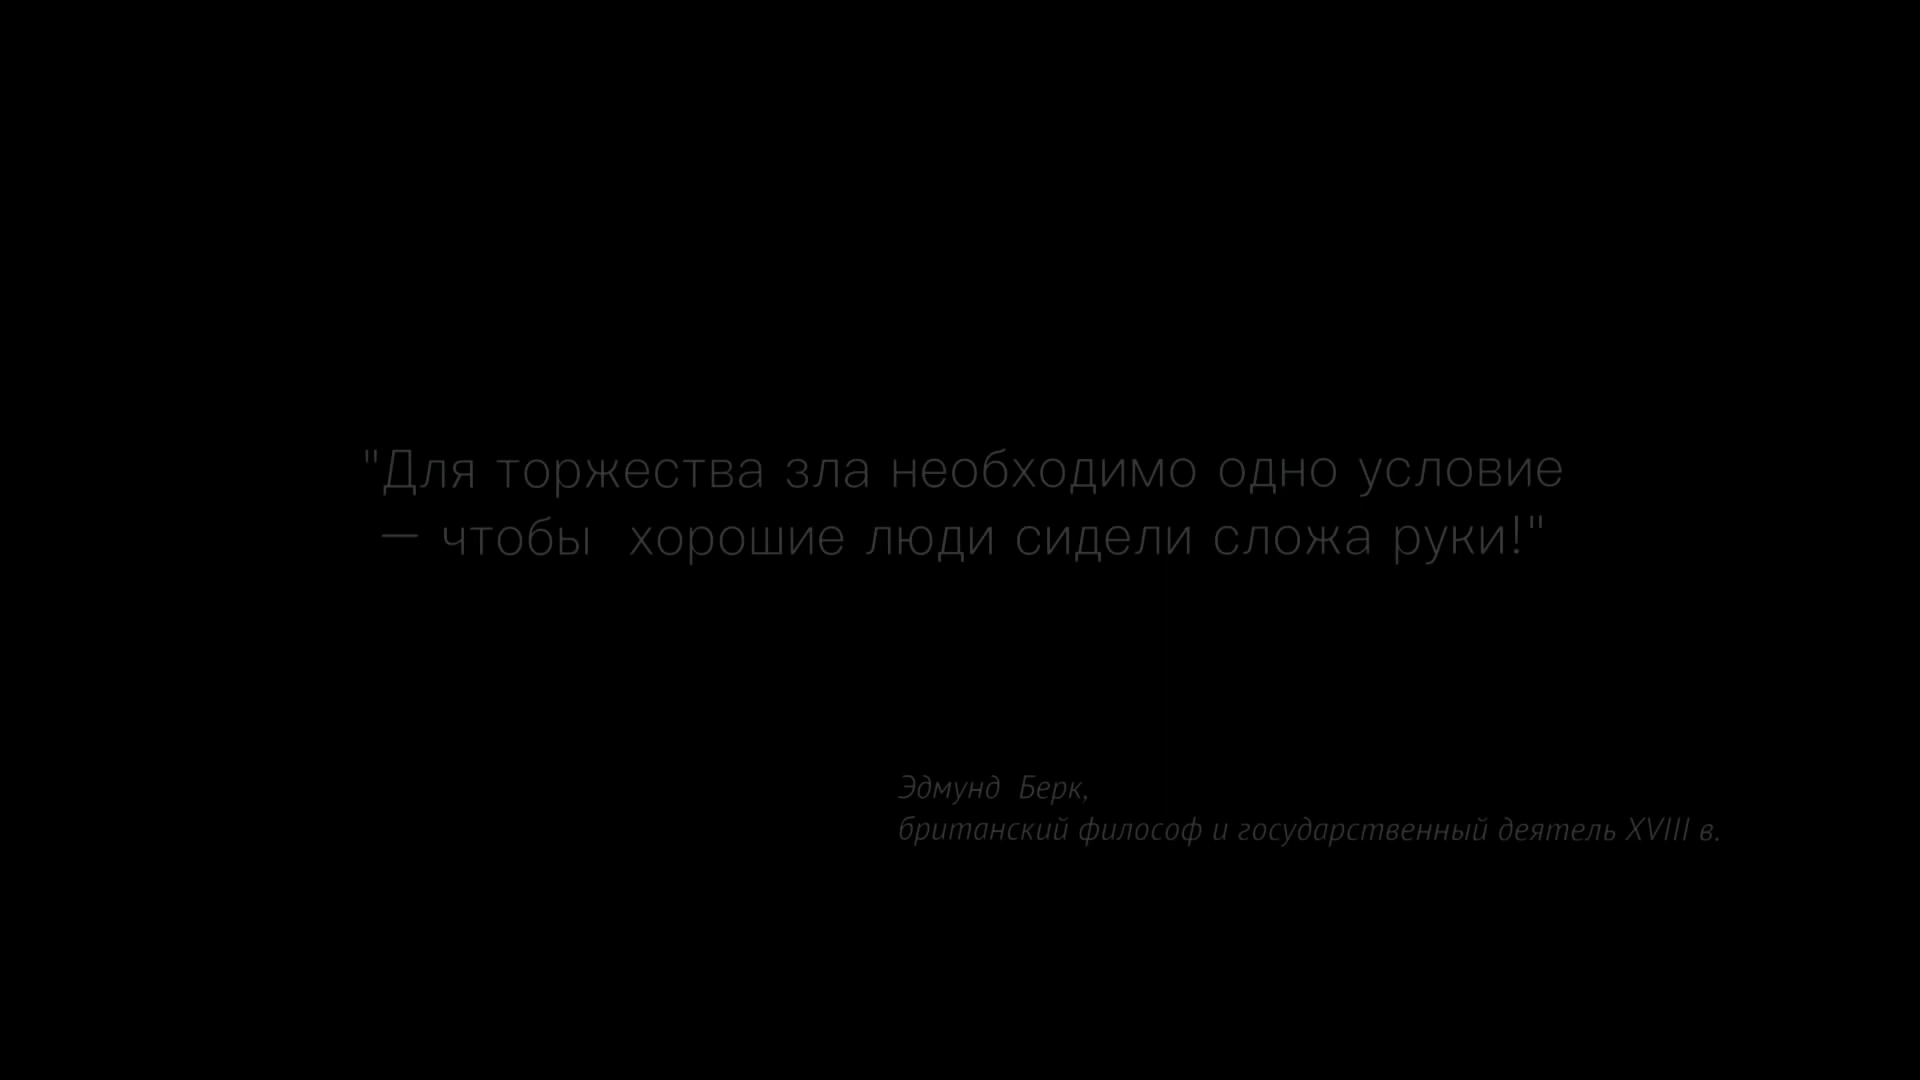 "Для торжества зла необходимо одно условие
— чтобы  хорошие люди сидели сложа руки!"
Эдмунд  Берк,
британский философ и государственный деятель XVIII в.